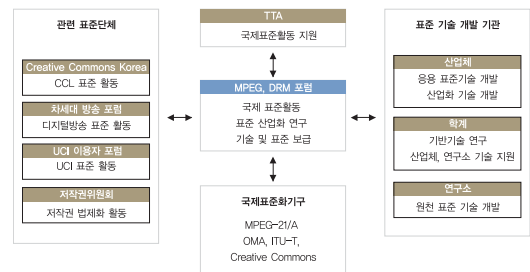 관련 표준단체
Creative Commons Korea
CCL 표준 활동
차세대 방송 포럼
디지털방송 표준 활동
UCI 이용자 포럼
UCI 표준 활동
저작권위원회
저작권 법제화 활동
TTA
국제표준활동 지원
MPEG, DRM 포럼
국제 표준활동
표준 산업화 연구
기술 및 표준 보급
국제표준화기구
MPEG-21/A
OMA, ITU-T,
Creative Commons
표준 기술 개발 기관
산업체
응용 표준기술 개발
산업화 기술 개발
학계
기반기술 연구
산업체, 연구소 기술 지원
연구소
원천 표준 기술 개발